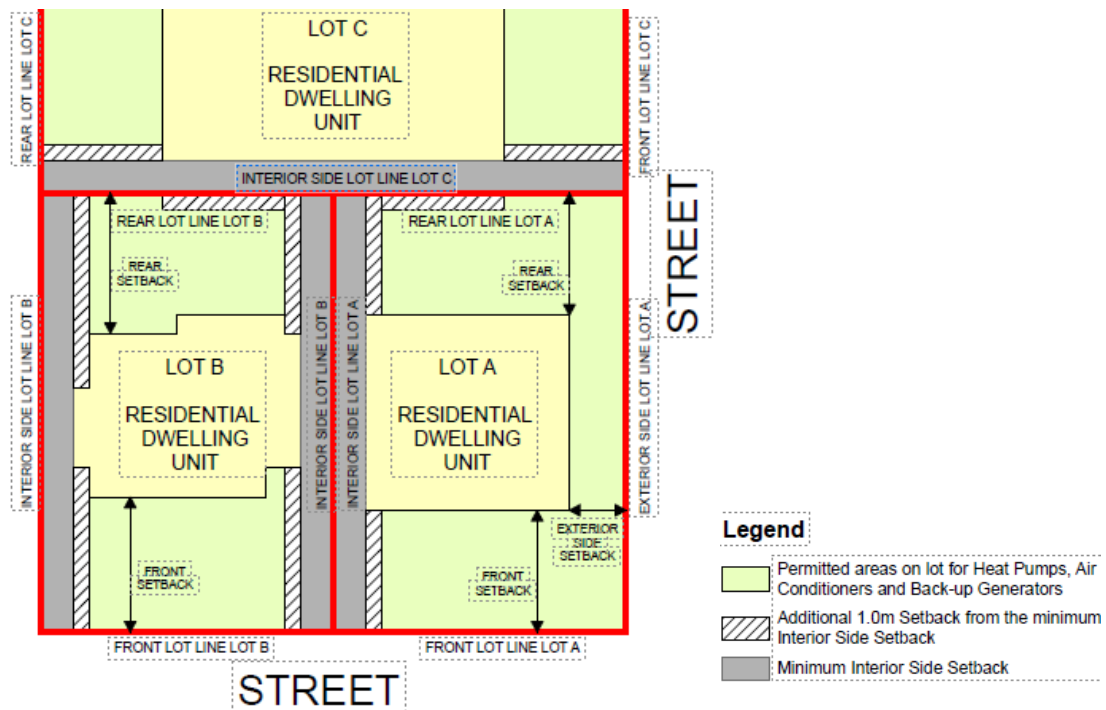 REAR LOT LINE LOT C
LOT C
RESIDENTIAL
DWELLING
UNIT
FRONT LOT LINE LOT C
INTERIOR SIDE LOT LINE LOT C
REAR LOT LINE LOT B
REAR LOT LINE LOT A
REAR
SETBACK
REAR
SETBACK
STREET
INTERIOR SIDE LOT LINE LOT B
LOT B
RESIDENTIAL
DWELLING
UNIT
INTERIOR SIDE LOT LINE LOT B
INTERIOR SIDE LOT LINE LOT A
LOT A
RESIDENTIAL
DWELLING
UNIT
EXTERIOR SIDE LOT LINE LOT A
EXTERIOR
SIDE
SETBACK
FRONT
SETBACK
FRONT
SETBACK
FRONT LOT LINE LOT B
FRONT LOT LINE LOT A
STREET
Legend
Permitted areas on lot for Heat Pumps, Air
Conditioners and Back-up Generators
Additional 1.0m Setback from the minimum
Interior Side Setback
Minimum Interior Side Setback